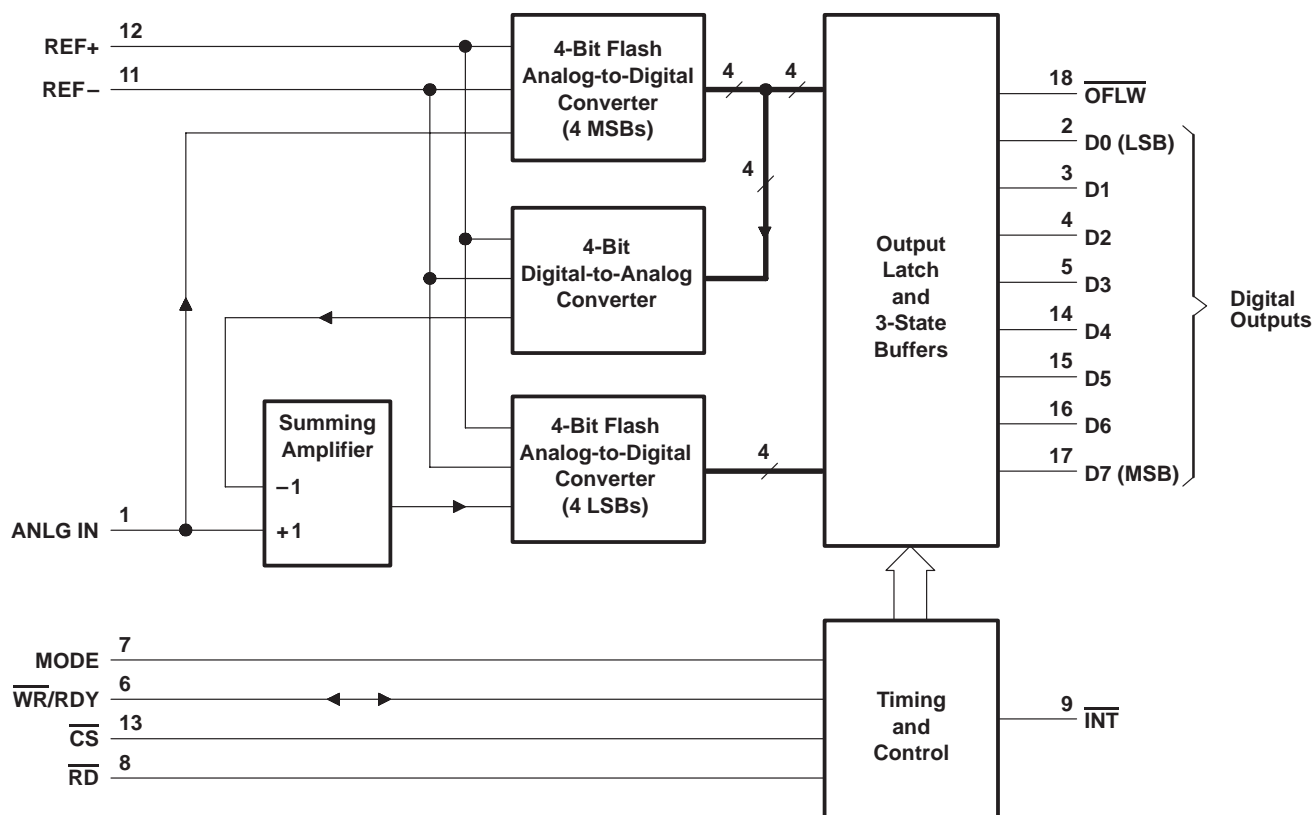 REF+
12
REF–
11
4-Bit Flash
Analog-to-Digital
Converter
(4 MSBs)
4
4
4
4-Bit
Digital-to-Analog
Converter
Summing
Amplifier
–1
+1
ANLG IN
1
4-Bit Flash
Analog-to-Digital
Converter
(4 LSBs)
4
Output
Latch
and
3-State
Buffers
18
OFLW
2
D0 (LSB)
3
D1
4
D2
5
D3
14
D4
15
D5
16
D6
17
D7 (MSB)
Digital
Outputs
MODE
7
WR/RDY
6
CS
13
RD
8
Timing
and
Control
9
INT